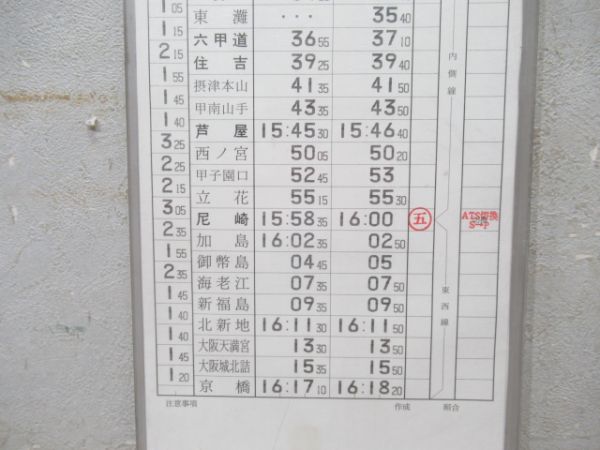 1 05 東灘 ... 35 40
1 15 六甲道 36 55 37 10
2 15 住吉 39 25 39 40
1 55 摂津本山 41 35 41 50
1 45 甲南山手 43 35 43 50
1 40 芦屋 15:45 30 15:46 40
3 25 西ノ宮 50 05 50 20
2 25 甲子園口 52 45 53
2 15 立花 55 15 55 30
3 05 尼崎 15:58 35 16:00 五 ATS切換 S→P
2 35 加島 16:02 35 02 50
1 55 御幣島 04 45 05
2 35 海老江 07 35 07 50
1 45 新福島 09 35 09 50
1 40 北新地 16:11 30 16:11 50
1 40 大阪天満宮 13 30 13 50
1 45 大阪城北詰 15 35 15 50
1 20 京橋 16:17 10 16:18 20
内側線
東西線
注意事項 作成 照合